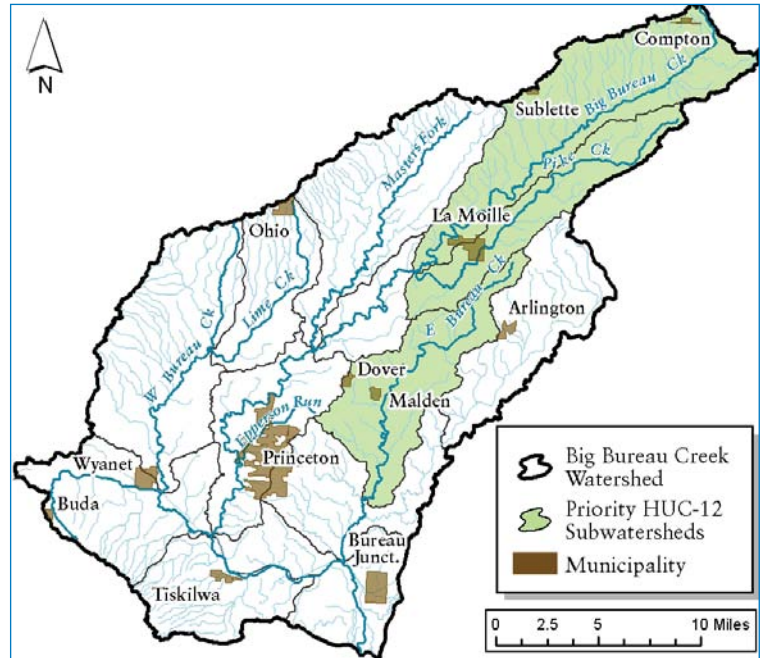 N
Compton
Sublette
Big Bureau Ck
Pike Ck
Masters Fork
La Moille
Ohio
Lime Ck
W Bureau Ck
E Bureau Ck
Arlington
Dover
Malden
Epperson Run
Princeton
Wyanet
Buda
Bureau
Junct.
Tiskilwa
Big Bureau Creek
Watershed
Priority HUC-12
Subwatersheds
Municipality
0 2.5 5 10 Miles